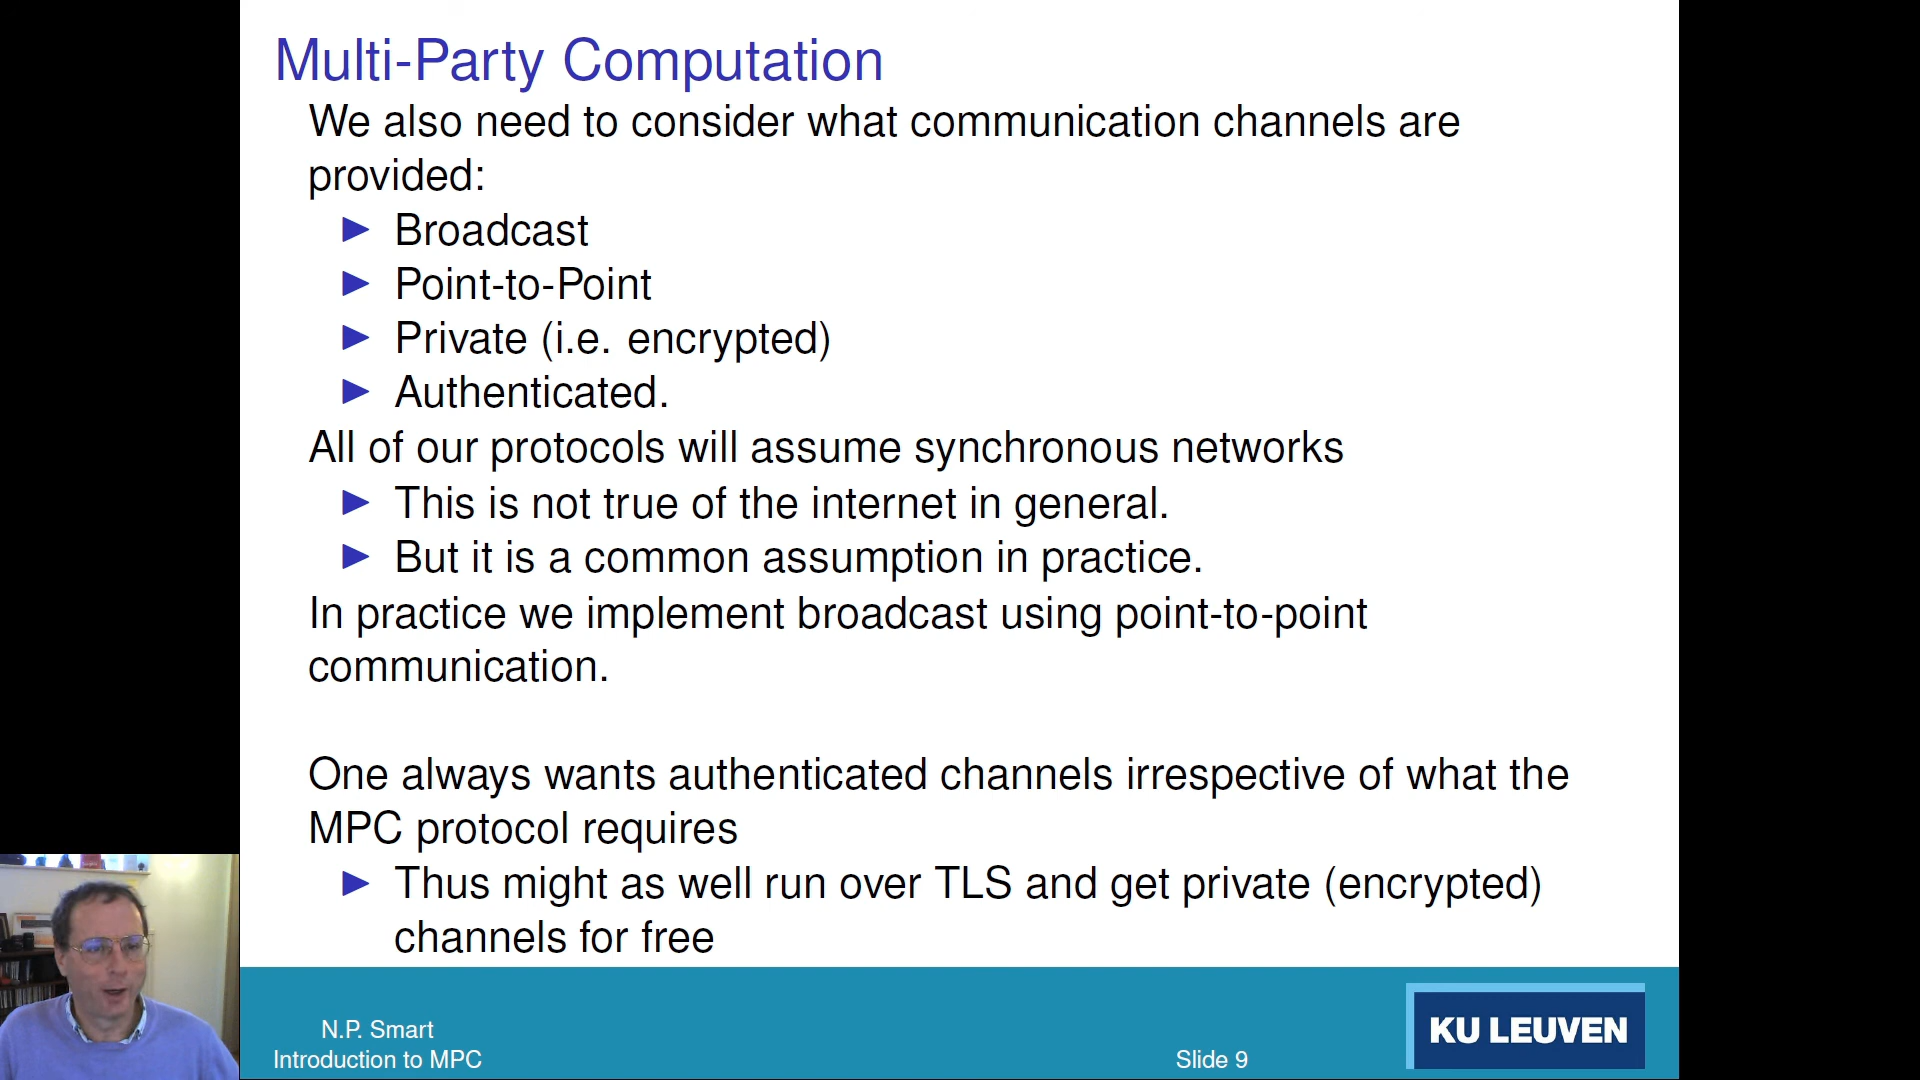 Multi-Party Computation
We also need to consider what communication channels are
provided:
▶ Broadcast
▶ Point-to-Point
▶ Private (i.e. encrypted)
▶ Authenticated.
All of our protocols will assume synchronous networks
▶ This is not true of the internet in general.
▶ But it is a common assumption in practice.
In practice we implement broadcast using point-to-point
communication.
One always wants authenticated channels irrespective of what the
MPC protocol requires
▶ Thus might as well run over TLS and get private (encrypted)
channels for free
N.P. Smart
Introduction to MPC
Slide 9
KU LEUVEN